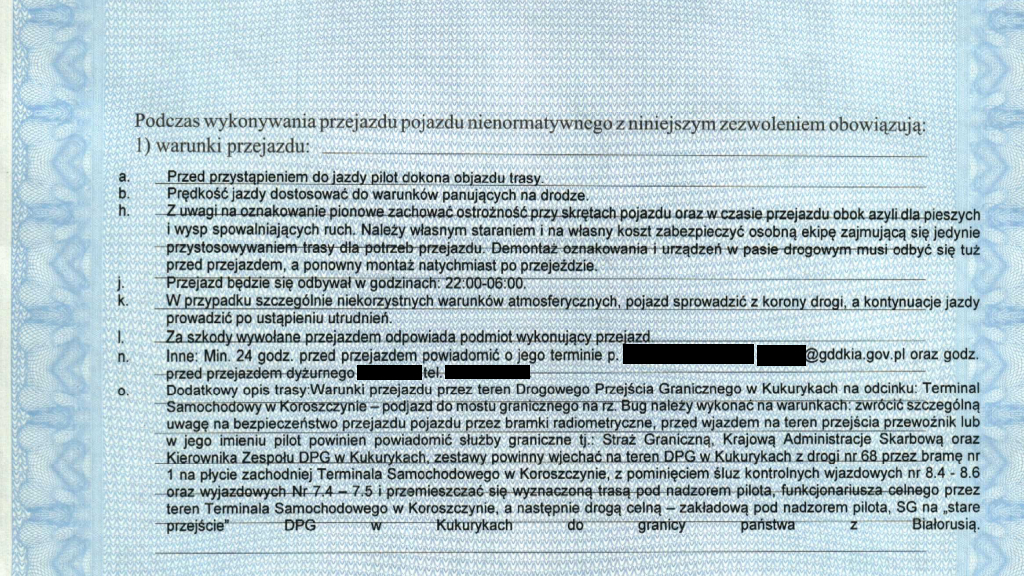 Podczas wykonywania przejazdu pojazdu nienormatywnego z niniejszym zezwoleniem obowiązują:
1) warunki przejazdu:
a. Przed przystąpieniem do jazdy pilot dokona objazdu trasy.
b. Prędkość jazdy dostosować do warunków panujących na drodze.
h. Z uwagi na oznakowanie pionowe zachować ostrożność przy skrętach pojazdu oraz w czasie przejazdu obok azyli dla pieszych
i wysp spowalniających ruch. Należy własnym staraniem i na własny koszt zabezpieczyć osobną ekipę zajmującą się jedynie
przystosowywaniem trasy dla potrzeb przejazdu. Demontaż oznakowania i urządzeń w pasie drogowym musi odbyć się tuż
przed przejazdem, a ponowny montaż natychmiast po przejeździe.
j. Przejazd będzie się odbywał w godzinach: 22:00-06:00.
k. W przypadku szczególnie niekorzystnych warunków atmosferycznych, pojazd sprowadzić z korony drogi, a kontynuacje jazdy
prowadzić po ustąpieniu utrudnień.
l. Za szkody wywołane przejazdem odpowiada podmiot wykonujący przejazd
n. Inne: Min. 24 godz. przed przejazdem powiadomić o jego terminie p. @gddkia.gov.pl oraz godz.
przed przejazdem dyżurnego tel.
o. Dodatkowy opis trasy:Warunki przejazdu przez teren Drogowego Przejścia Granicznego w Kukurykach na odcinku: Terminal
Samochodowy w Koroszczynie – podjazd do mostu granicznego na rz. Bug należy wykonać na warunkach: zwrócić szczególną
uwagę na bezpieczeństwo przejazdu pojazdu przez bramki radiometryczne, przed wjazdem na teren przejścia przewoźnik lub
w jego imieniu pilot powinien powiadomić służby graniczne tj.: Straż Graniczną, Krajową Administracje Skarbową oraz
Kierownika Zespołu DPG w Kukurykach, zestawy powinny wjechać na teren DPG w Kukurykach z drogi nr 68 przez bramę nr
1 na płycie zachodniej Terminala Samochodowego w Koroszczynie, z pominięciem śluz kontrolnych wjazdowych nr 8.4 - 8.6
oraz wyjazdowych Nr 7.4 – 7.5 i przemieszczać się wyznaczoną trasą pod nadzorem pilota, funkcjonariusza celnego przez
teren Terminala Samochodowego w Koroszczynie, a następnie drogą celną – zakładową pod nadzorem pilota, SG na „stare
przejście” DPG w Kukurykach do granicy państwa z Białorusią.